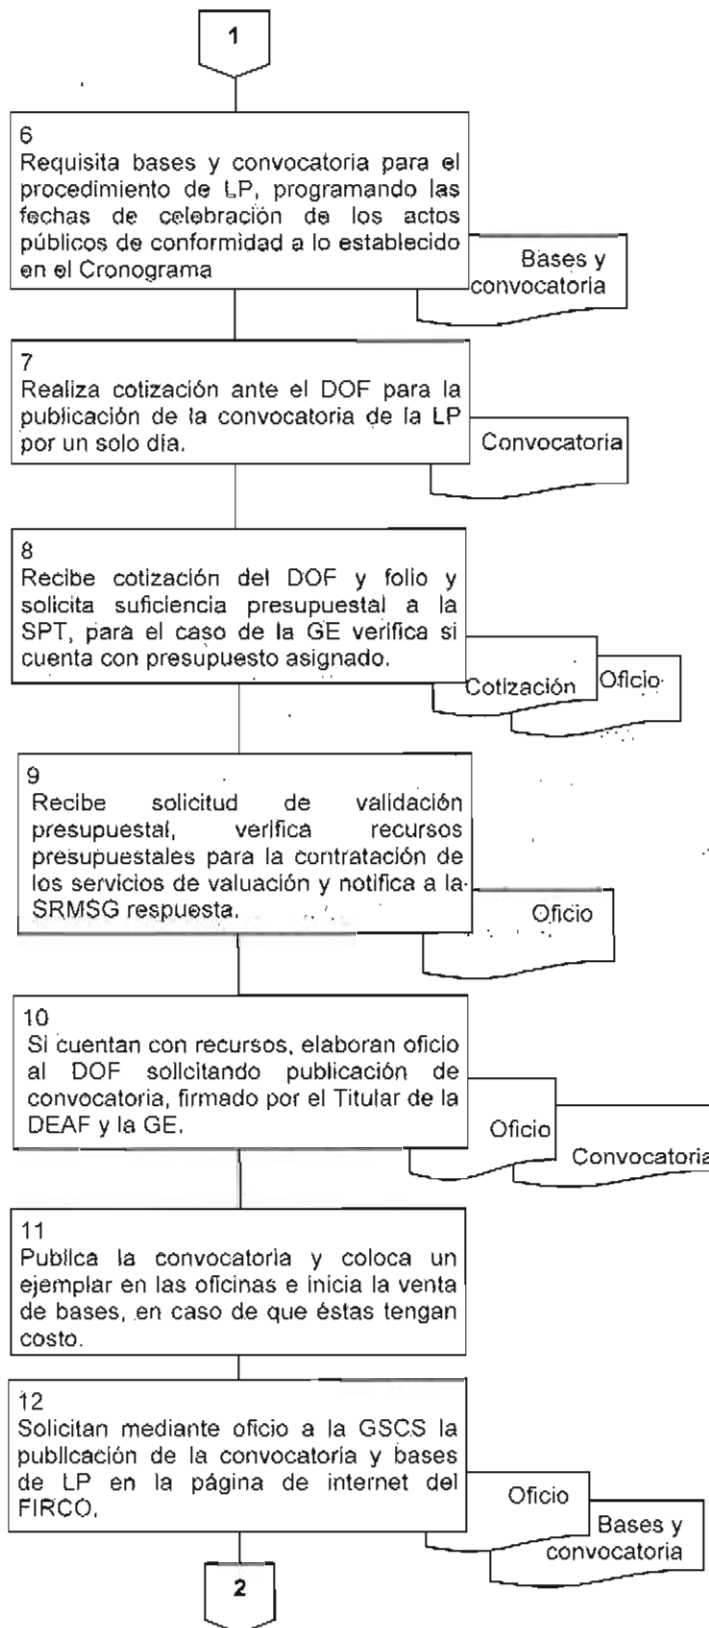 1
6
Requisita bases y convocatoria para el
procedimiento de LP, programando las
fechas de celebración de los actos
públicos de conformidad a lo establecido
en el Cronograma
Bases y
convocatoria
7
Realiza cotización ante el DOF para la
publicación de la convocatoria de la LP
por un solo día.
Convocatoria
8
Recibe cotización del DOF y folio y
solicita suficiencia presupuestal a la
SPT, para el caso de la GE verifica si
cuenta con presupuesto asignado.
Cotización
Oficio
9
Recibe solicitud de validación
presupuestal, verifica recursos
presupuestales para la contratación de
los servicios de valuación y notifica a la
SRMSG respuesta.
Oficio
10
Si cuentan con recursos, elaboran oficio
al DOF solicitando publicación de
convocatoria, firmado por el Titular de la
DEAF y la GE.
Oficio
Convocatoria
11
Publica la convocatoria y coloca un
ejemplar en las oficinas e inicia la venta
de bases, en caso de que éstas tengan
costo.
12
Solicitan mediante oficio a la GSCS la
publicación de la convocatoria y bases
de LP en la página de internet del
FIRCO.
Oficio
Bases y
convocatoria
2